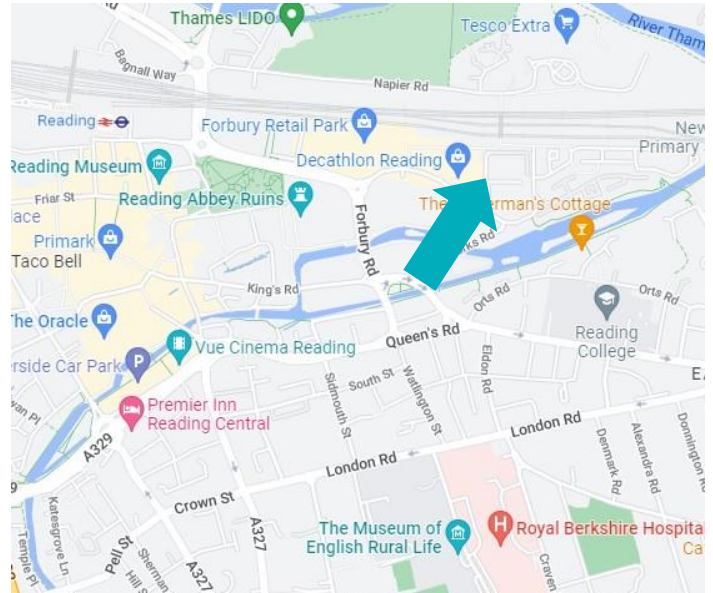 Thames LIDO
Tesco Extra
River Tham
Bagnall Way
Napier Rd
Reading
Forbury Retail Park
New
Primary
Decathlon Reading
Reading Museum
Friar St
Reading Abbey Ruins
The
erman's Cottage
ace
Primark
Taco Bell
Forbury Rd
rks Rd
King's Rd
Orts Rd
Orts Rd
The Oracle
Queen's Rd
Reading
College
Vue Cinema Reading
erside Car Park
P
Eldon Rd
E
South St
Sidmouth St
Watlington St
Premier Inn
Reading Central
A329
London Rd
London Rd
Denmark Rd
Alexandra Rd
Donnington Rd
9
Crown St
Katesgrove Ln
Pell St
A327
The Museum of
English Rural Life
H
Royal Berkshire Hospital
Ca
Temple Pl
Sherman
Hill St
A327
Craven